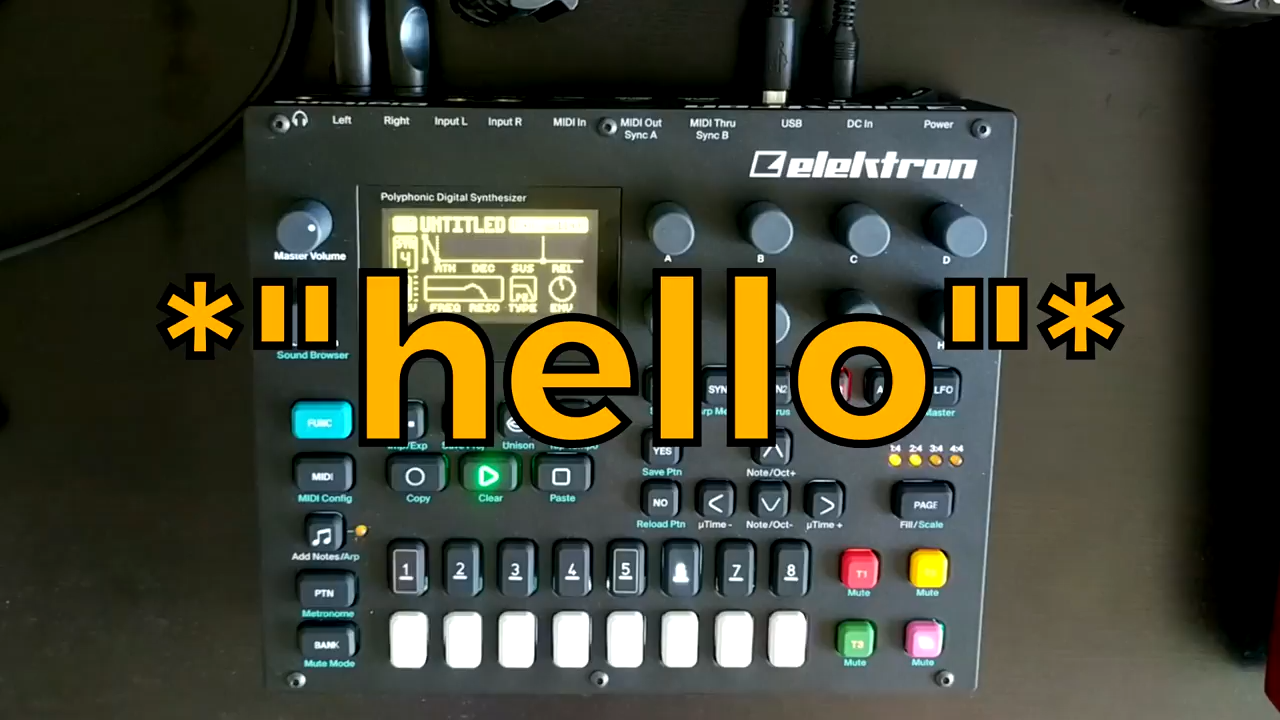 Left Right Input L Input R MIDI In MIDI Out MIDI Thru USB DC In Power
Sync A Sync B
elektron
Polyphonic Digital Synthesizer
UNTITLED
Master Volume
4
ATK DEC SUS REL
A B C D
FREQ RESO TYPE ENV
*"hello"*
Sound Browser
FUNC
Unison
Master
YES
1:4 2:4 3:4 4:4
Save Ptn Note/Oct+
MIDI
MIDI Config Copy Clear Paste
NO PAGE
Reload Ptn µTime - Note/Oct- µTime + Fill/Scale
Add Notes/Arp
1 2 3 4 5 7 8
T1
PTN Mute Mute
Metronome
BANK T3
Mute Mode Mute Mute